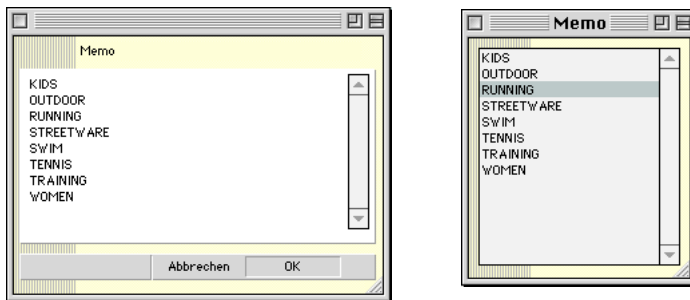 Memo
KIDS
OUTDOOR
RUNNING
STREETWARE
SWIM
TENNIS
TRAINING
WOMEN
Abbrechen OK
Memo
KIDS
OUTDOOR
RUNNING
STREETWARE
SWIM
TENNIS
TRAINING
WOMEN